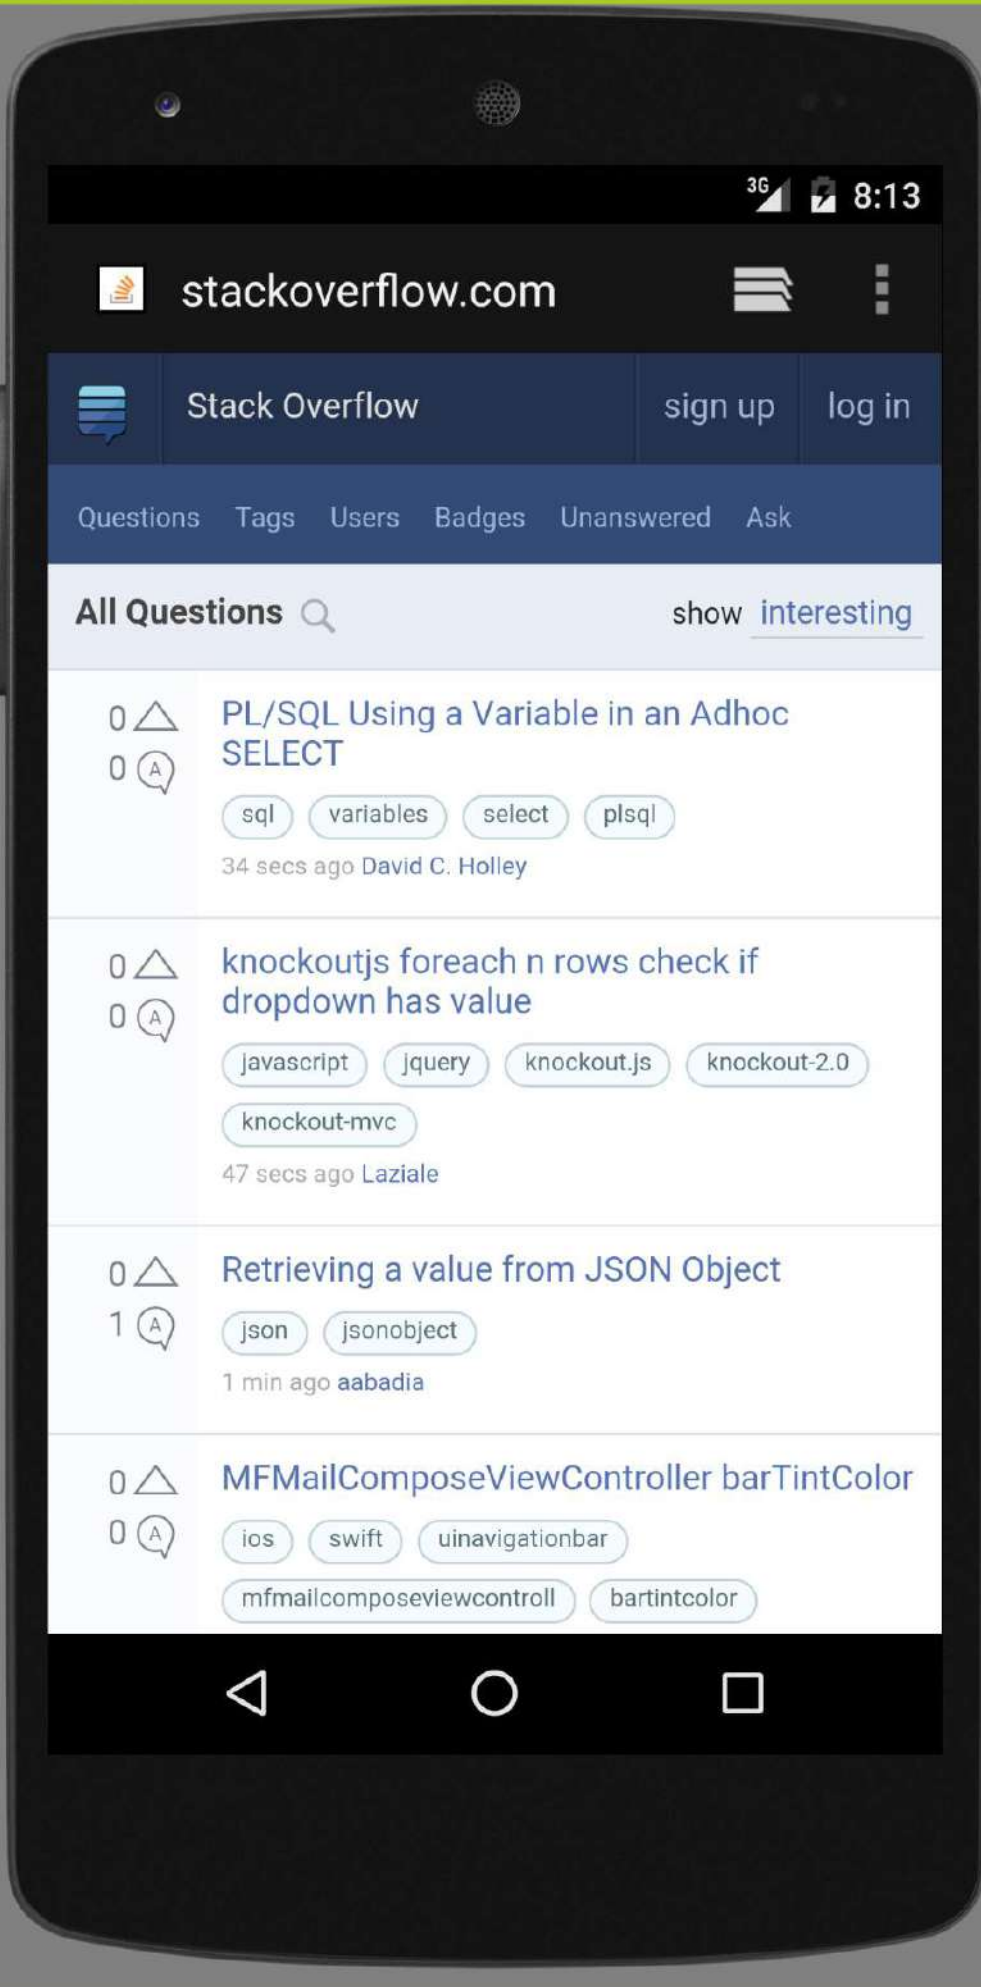 3G 8:13
stackoverflow.com
Stack Overflow sign up log in
Questions Tags Users Badges Unanswered Ask
All Questions show interesting
0 PL/SQL Using a Variable in an Adhoc
SELECT
0 A
sql variables select plsql
34 secs ago David C. Holley
0 knockoutjs foreach n rows check if
dropdown has value
0 A
javascript jquery knockout.js knockout-2.0
knockout-mvc
47 secs ago Laziale
0 Retrieving a value from JSON Object
1 A
json jsonobject
1 min ago aabadia
0 MFMailComposeViewController barTintColor
0 A
ios swift uinavigationbar
mfmailcomposeviewcontroll bartintcolor